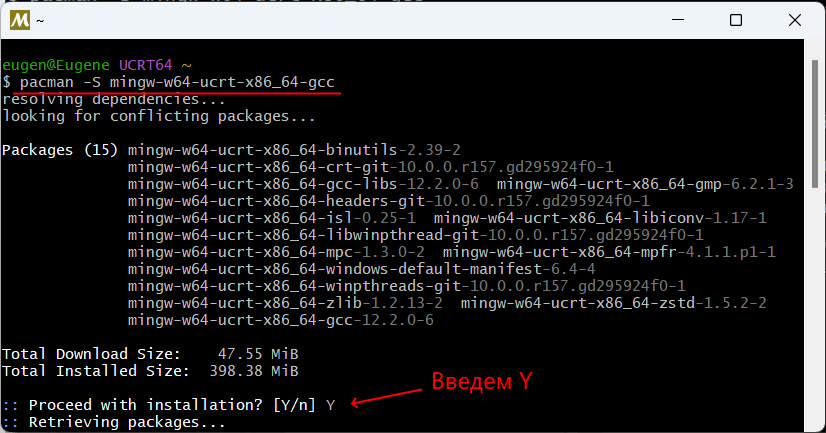 M ~
eugen@Eugene UCRT64 ~
$ pacman -S mingw-w64-ucrt-x86_64-gcc
resolving dependencies...
looking for conflicting packages...
Packages (15) mingw-w64-ucrt-x86_64-binutils-2.39-2
mingw-w64-ucrt-x86_64-crt-git-10.0.0.r157.gd295924f0-1
mingw-w64-ucrt-x86_64-gcc-libs-12.2.0-6 mingw-w64-ucrt-x86_64-gmp-6.2.1-3
mingw-w64-ucrt-x86_64-headers-git-10.0.0.r157.gd295924f0-1
mingw-w64-ucrt-x86_64-isl-0.25-1 mingw-w64-ucrt-x86_64-libiconv-1.17-1
mingw-w64-ucrt-x86_64-libwinpthread-git-10.0.0.r157.gd295924f0-1
mingw-w64-ucrt-x86_64-mpc-1.3.0-2 mingw-w64-ucrt-x86_64-mpfr-4.1.1.p1-1
mingw-w64-ucrt-x86_64-windows-default-manifest-6.4-4
mingw-w64-ucrt-x86_64-winpthreads-git-10.0.0.r157.gd295924f0-1
mingw-w64-ucrt-x86_64-zlib-1.2.13-2 mingw-w64-ucrt-x86_64-zstd-1.5.2-2
mingw-w64-ucrt-x86_64-gcc-12.2.0-6
Total Download Size: 47.55 MiB
Total Installed Size: 398.38 MiB
Введем Y
:: Proceed with installation? [Y/n] Y
:: Retrieving packages...